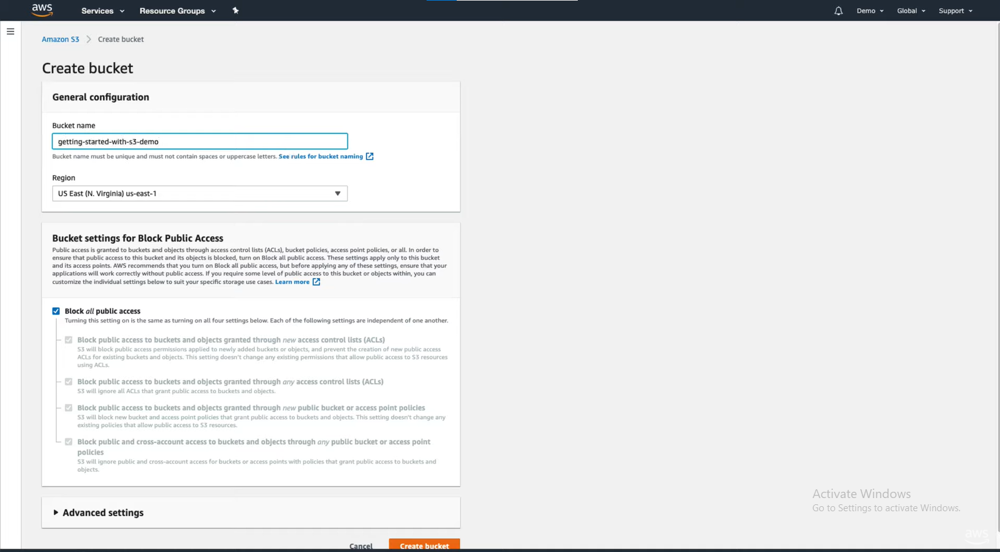 aws Services Resource Groups Demo Global Support
Amazon S3 Create bucket
Create bucket
General configuration
Bucket name
getting-started-with-s3-demo
Bucket name must be unique and must not contain spaces or uppercase letters. See rules for bucket naming
Region
US East (N. Virginia) us-east-1
Bucket settings for Block Public Access
Public access is granted to buckets and objects through access control lists (ACLs), bucket policies, access point policies, or all. In order to
ensure that public access to this bucket and its objects is blocked, turn on Block all public access. These settings apply only to this bucket
and its access points. AWS recommends that you turn on Block all public access, but before applying any of these settings, ensure that your
applications will work correctly without public access. If you require some level of public access to this bucket or objects within, you can
customize the individual settings below to suit your specific storage use cases. Learn more
Block all public access
Turning this setting on is the same as turning on all four settings below. Each of the following settings are independent of one another.
Block public access to buckets and objects granted through new access control lists (ACLs)
S3 will block public access permissions applied to newly added buckets or objects, and prevent the creation of new public access
ACLs for existing buckets and objects. This setting doesn't change any existing permissions that allow public access to S3 resources
using ACLs.
Block public access to buckets and objects granted through any access control lists (ACLs)
S3 will ignore all ACLs that grant public access to buckets and objects.
Block public access to buckets and objects granted through new public bucket or access point policies
S3 will block new bucket and access point policies that grant public access to buckets and objects. This setting doesn't change any
existing policies that allow public access to S3 resources.
Block public and cross-account access to buckets and objects through any public bucket or access point
policies
S3 will ignore public and cross-account access for buckets or access points with policies that grant public access to buckets and
objects.
Advanced settings
Cancel Create bucket
Activate Windows
Go to Settings to activate Windows.
aws